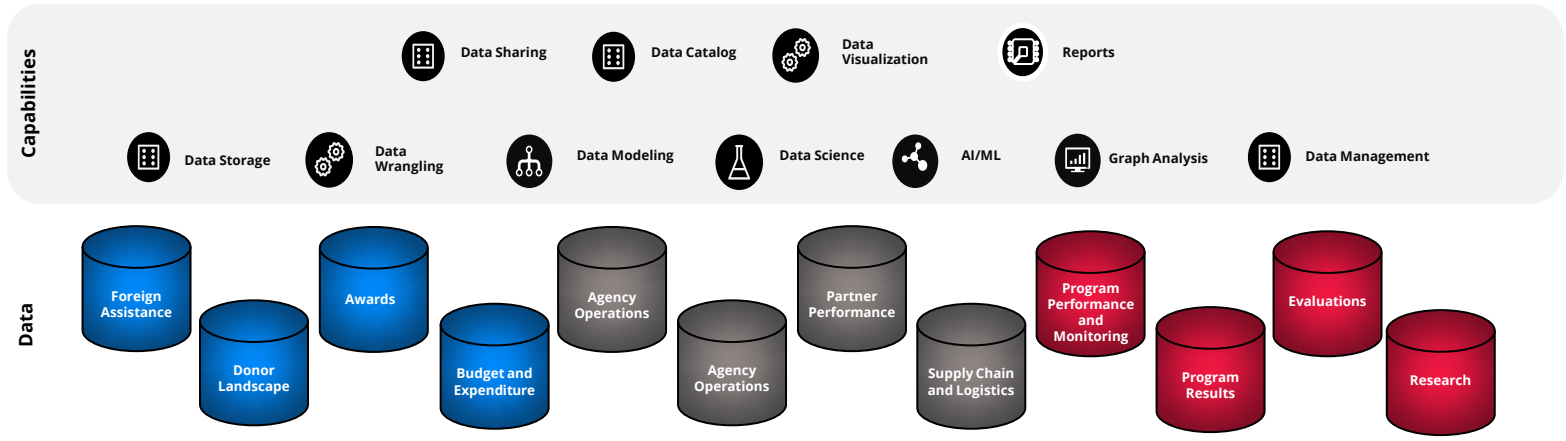 Capabilities
Data Sharing
Data Catalog
Data
Visualization
Reports
Data Storage
Data
Wrangling
Data Modeling
Data Science
AI/ML
Graph Analysis
Data Management
Data
Foreign
Assistance
Donor
Landscape
Awards
Budget and
Expenditure
Agency
Operations
Agency
Operations
Partner
Performance
Supply Chain
and Logistics
Program
Performance
and
Monitoring
Program
Results
Evaluations
Research